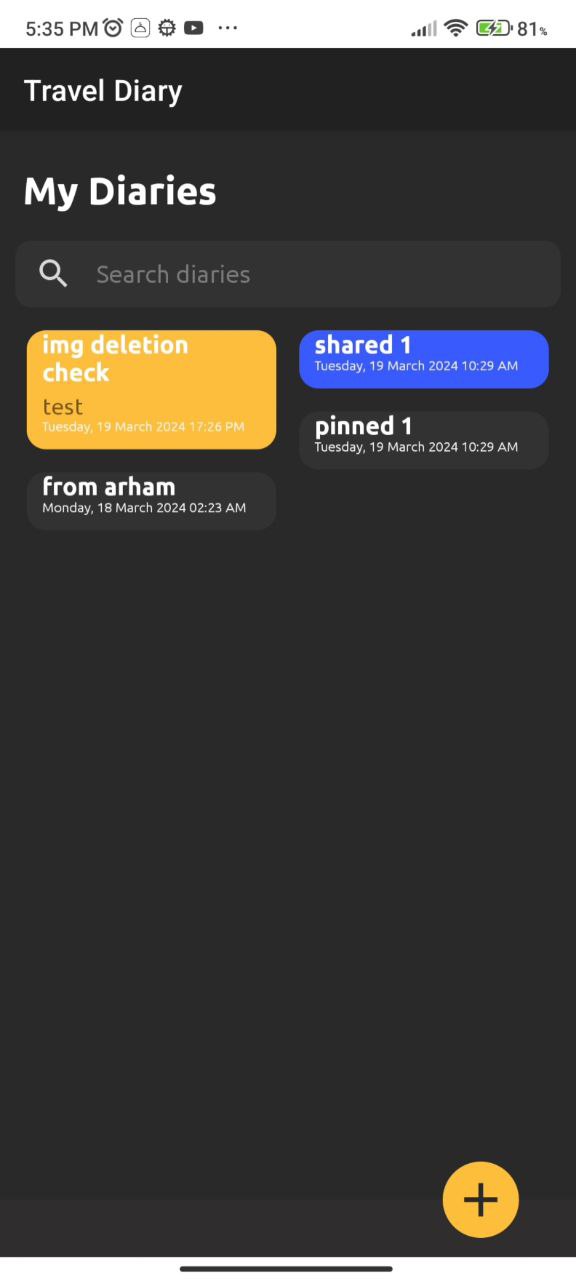 5:35 PM
81%
Travel Diary
My Diaries
Search diaries
img deletion
check
test
Tuesday, 19 March 2024 17:26 PM
shared 1
Tuesday, 19 March 2024 10:29 AM
pinned 1
Tuesday, 19 March 2024 10:29 AM
from arham
Monday, 18 March 2024 02:23 AM